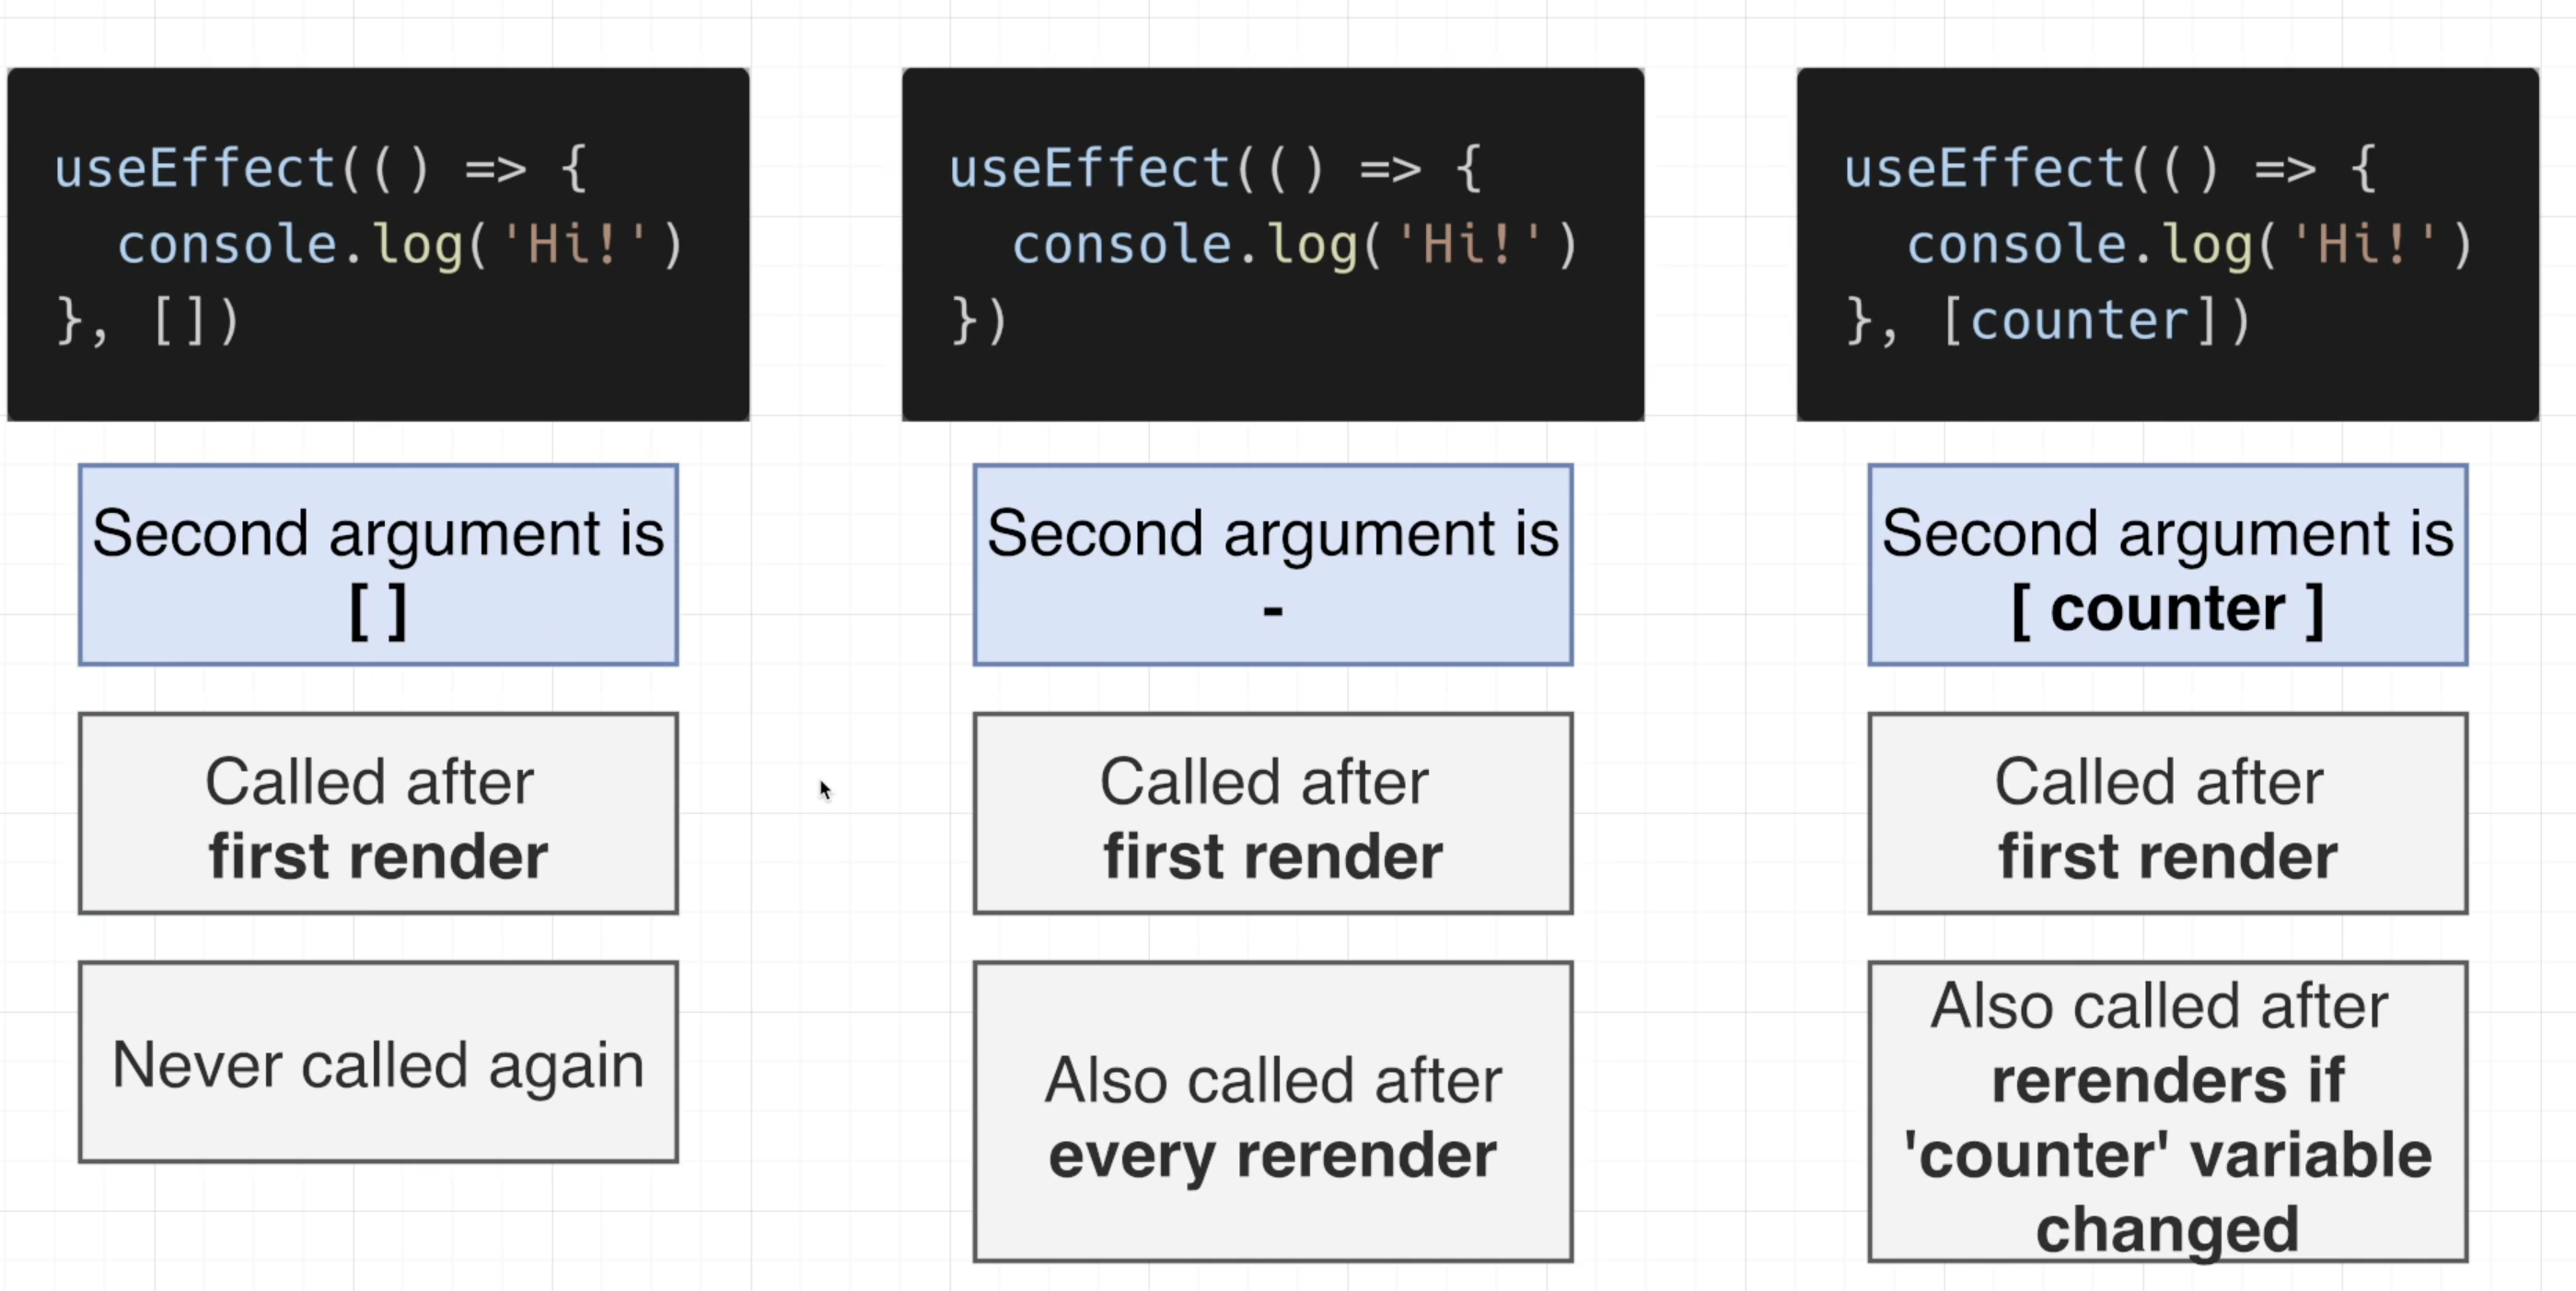 useEffect(() => {
  console.log('Hi!')
}, [])
Second argument is
[ ]
Called after
first render
Never called again
useEffect(() => {
  console.log('Hi!')
})
Second argument is
-
Called after
first render
Also called after
every rerender
useEffect(() => {
  console.log('Hi!')
}, [counter])
Second argument is
[ counter ]
Called after
first render
Also called after
rerenders if
'counter' variable
changed